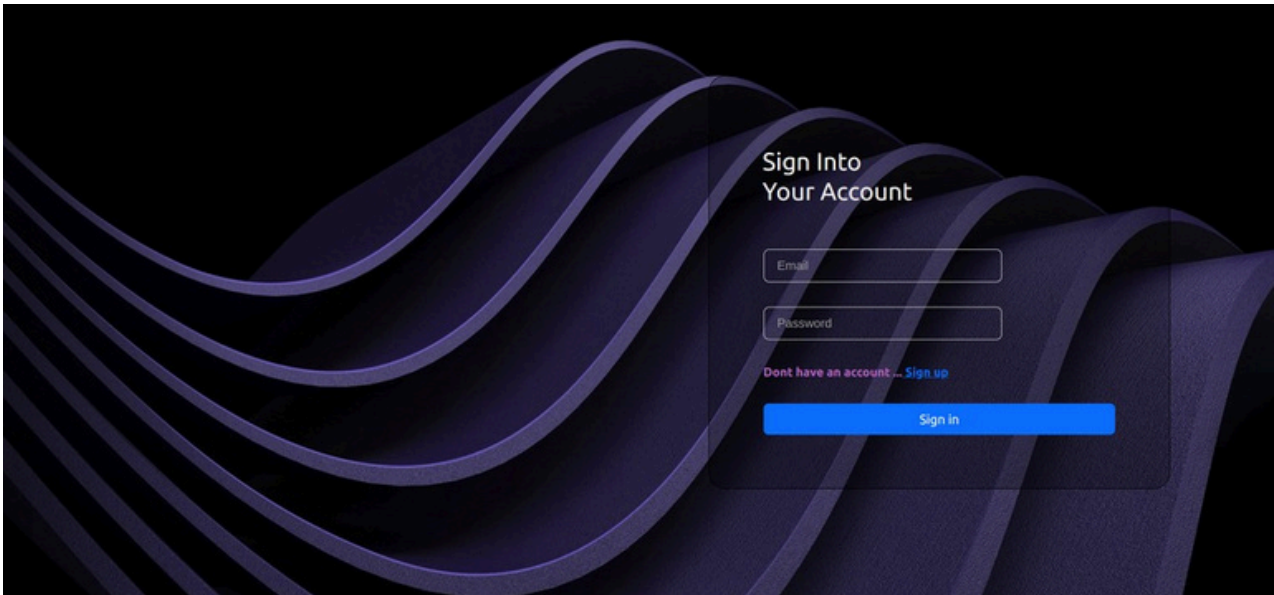 Sign Into
Your Account
Email
Password
Dont have an account ... Sign up
Sign in